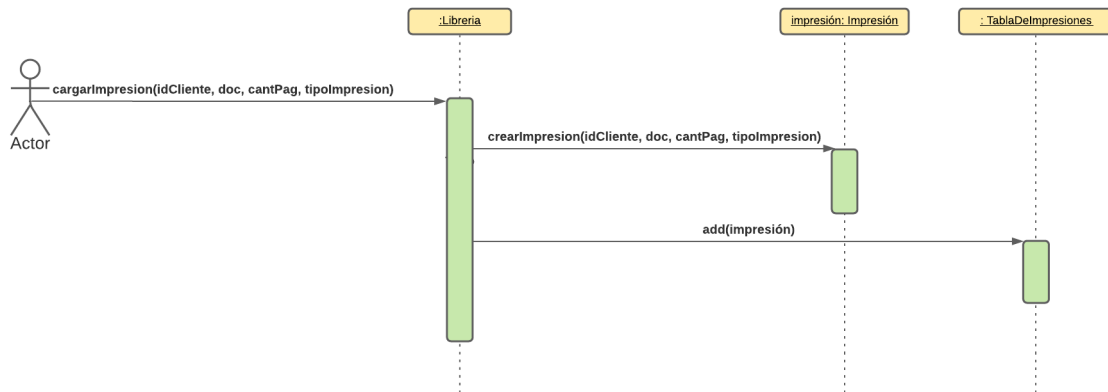 :Libreria
impresión: Impresión
: TablaDeImpresiones
cargarImpresion(idCliente, doc, cantPag, tipoImpresion)
Actor
crearImpresion(idCliente, doc, cantPag, tipoImpresion)
add(impresión)